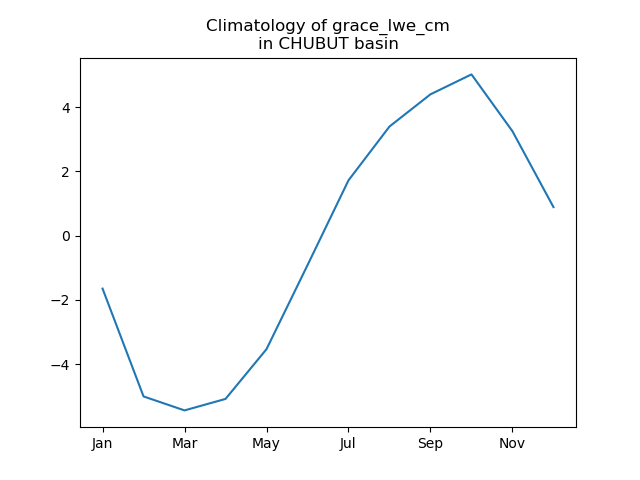 Climatology of grace_lwe_cm
in CHUBUT basin
4
2
0
−2
−4
Jan
Mar
May
Jul
Sep
Nov